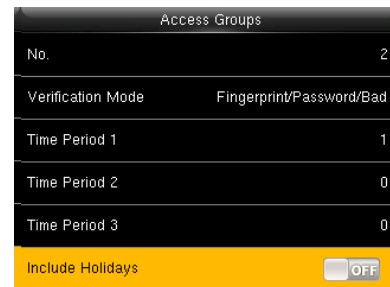 Access Groups
No. 2
Verification Mode Fingerprint/Password/Bad
Time Period 1 1
Time Period 2 0
Time Period 3 0
Include Holidays OFF